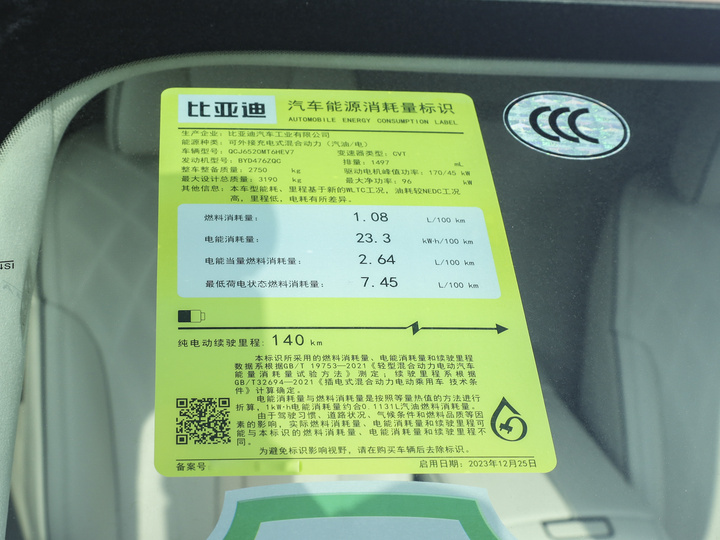 比亚迪
汽车能源消耗量标识
AUTOMOBILE ENERGY CONSUMPTION LABEL
CCC
生产企业：比亚迪汽车工业有限公司
能源种类：可外接充电式混合动力（汽油/电）
车辆型号：QCJ6520MT6HEV7 变速器类型：CVT
发动机型号：BYD476ZQC 排量：1497 mL
整车整备质量：2750 kg 驱动电机峰值功率：170/45 kW
最大设计总质量：3190 kg 最大净功率：96 kW
其他信息：本车型能耗，里程基于新的WLTC工况，油耗较NEDC工况
高，里程低，电耗有所差异。
燃料消耗量： 1.08 L/100 km
电能消耗量： 23.3 kW·h/100 km
电能当量燃料消耗量： 2.64 L/100 km
最低荷电状态燃料消耗量： 7.45 L/100 km
纯电动续驶里程：140 km
本标识所采用的燃料消耗量、电能消耗量和续驶里程
数据系根据GB/T 19753—2021《轻型混合动力电动汽车
能量消耗量试验方法》测定；续驶里程系根据
GB/T32694—2021《插电式混合动力电动乘用车 技术条
件》计算确定。
电能消耗量与燃料消耗量是按照等量热值的方法进行
折算，1kW·h电能消耗量约合0.1131L汽油燃料消耗量。
由于驾驶习惯、道路状况、气候条件和燃料品质等因
素的影响，实际燃料消耗量、电能消耗量和续驶里程可
能与本标识的燃料消耗量、电能消耗量和续驶里程不
同。
为避免标识影响视野，请在购买车辆后去除标识。
备案号 启用日期：2023年12月25日